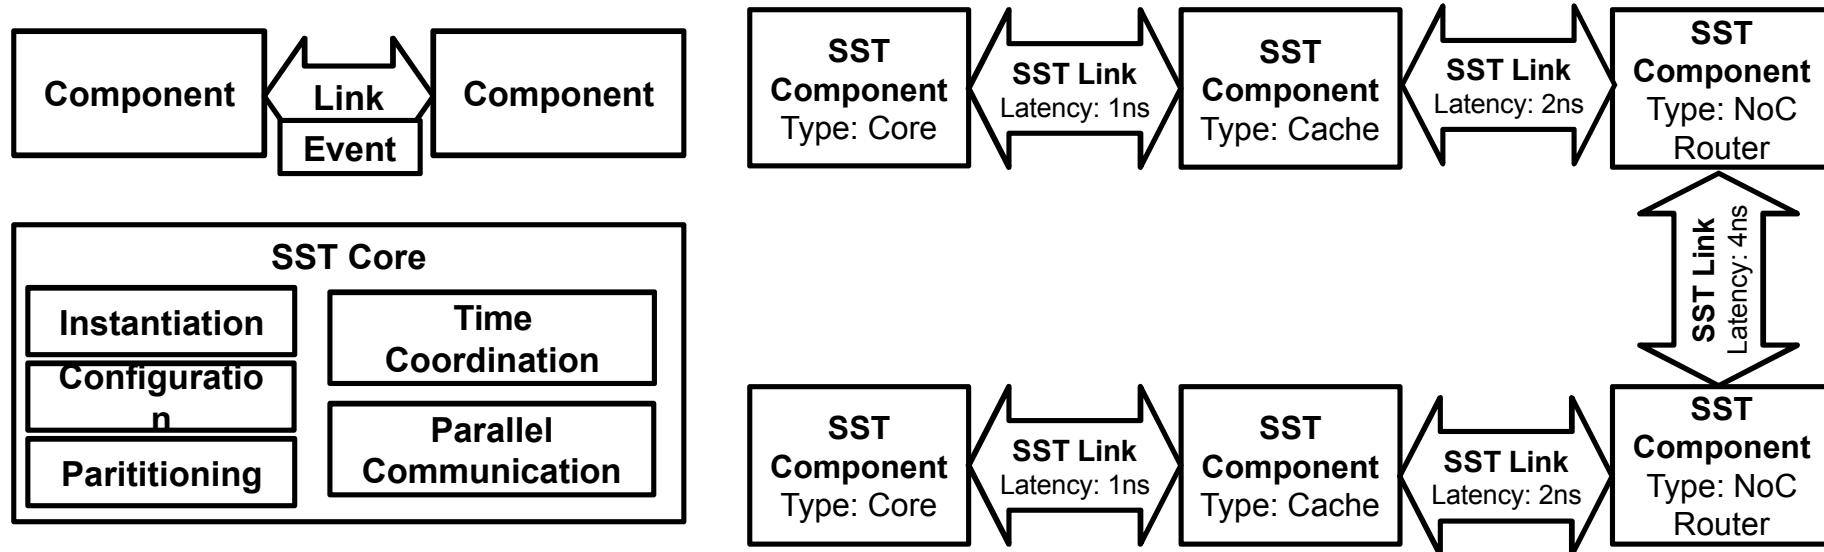 Component
Link
Event
Component
SST Core
Instantiation
Configuratio
n
Parititioning
Time
Coordination
Parallel
Communication
SST
Component
Type: Core
SST Link
Latency: 1ns
SST
Component
Type: Cache
SST Link
Latency: 2ns
SST
Component
Type: NoC
Router
SST Link
Latency: 4ns
SST
Component
Type: Core
SST Link
Latency: 1ns
SST
Component
Type: Cache
SST Link
Latency: 2ns
SST
Component
Type: NoC
Router